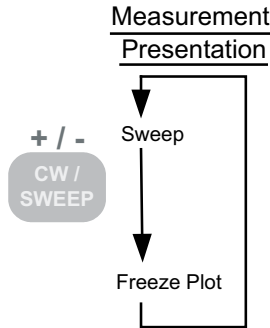 Measurement
Presentation
Sweep
+ / -
CW /
SWEEP
Freeze Plot